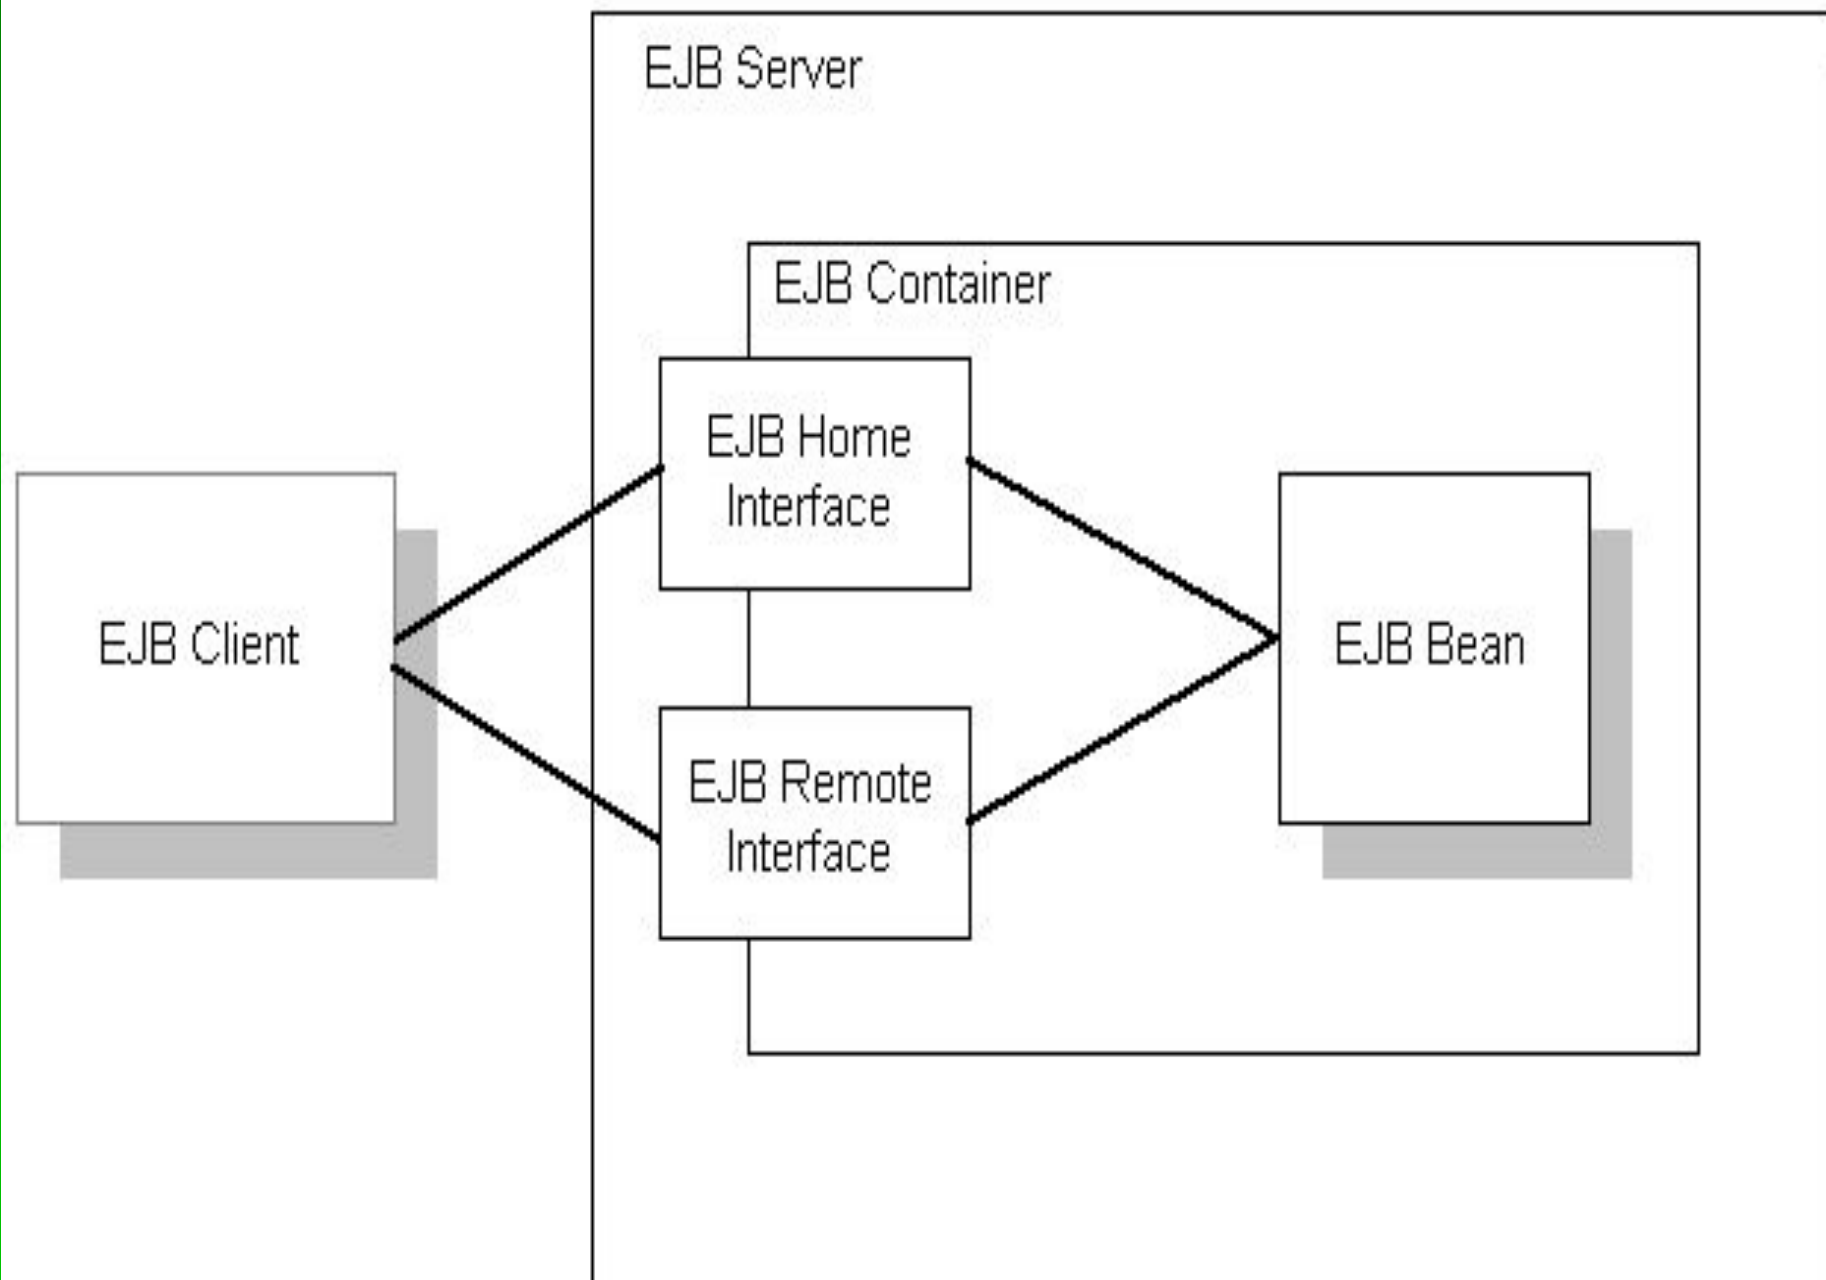 EJB Server
EJB Container
EJB Home
Interface
EJB Client
EJB Bean
EJB Remote
Interface